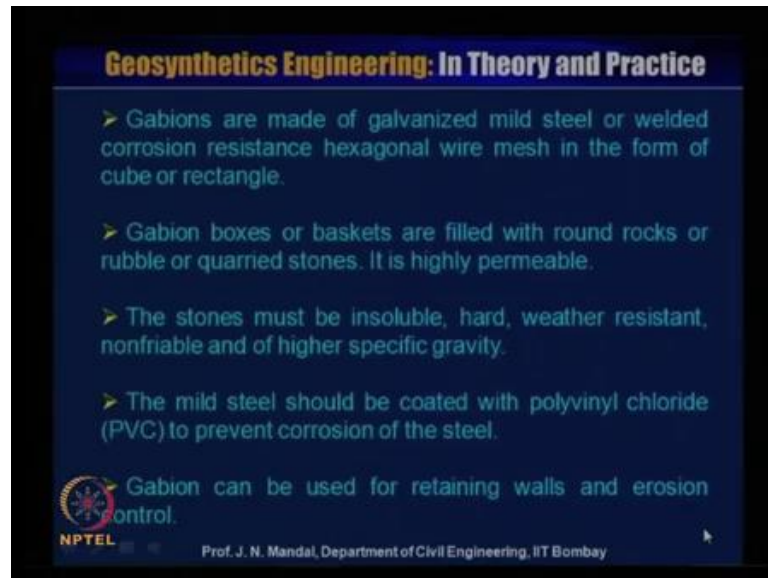 Geosynthetics Engineering: In Theory and Practice
➢ Gabions are made of galvanized mild steel or welded
corrosion resistance hexagonal wire mesh in the form of
cube or rectangle.
➢ Gabion boxes or baskets are filled with round rocks or
rubble or quarried stones. It is highly permeable.
➢ The stones must be insoluble, hard, weather resistant,
nonfriable and of higher specific gravity.
➢ The mild steel should be coated with polyvinyl chloride
(PVC) to prevent corrosion of the steel.
➢ Gabion can be used for retaining walls and erosion
control.
NPTEL
Prof. J. N. Mandal, Department of Civil Engineering, IIT Bombay